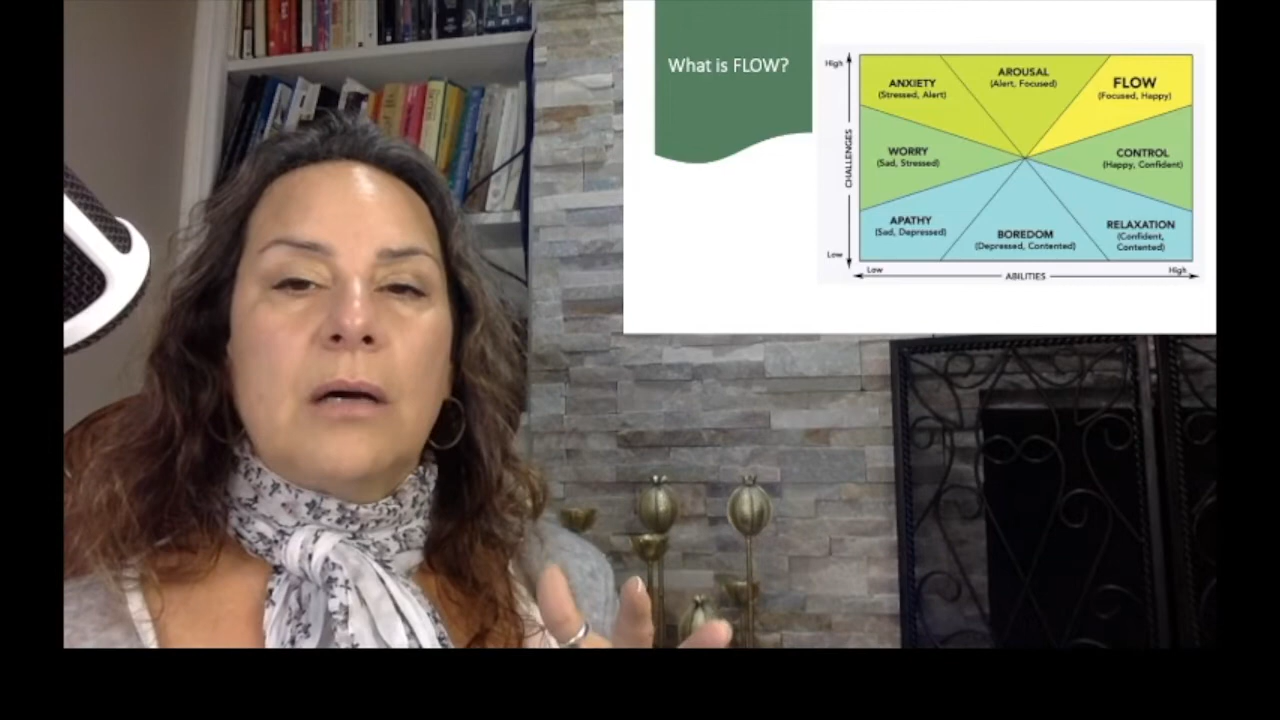 What is FLOW?
High
ANXIETY
(Stressed, Alert)
AROUSAL
(Alert, Focused)
FLOW
(Focused, Happy)
WORRY
(Sad, Stressed)
CONTROL
(Happy, Confident)
CHALLENGES
APATHY
(Sad, Depressed)
BOREDOM
(Depressed, Contented)
RELAXATION
(Confident,
Contented)
Low
Low
ABILITIES
High